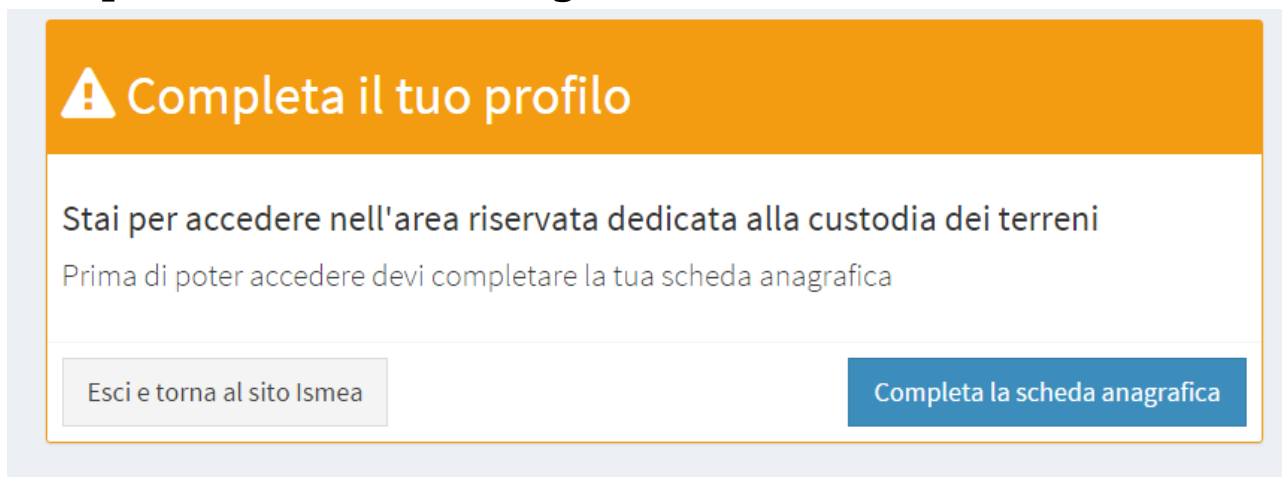 Completa il tuo profilo
Stai per accedere nell'area riservata dedicata alla custodia dei terreni
Prima di poter accedere devi completare la tua scheda anagrafica
Esci e torna al sito Ismea
Completa la scheda anagrafica